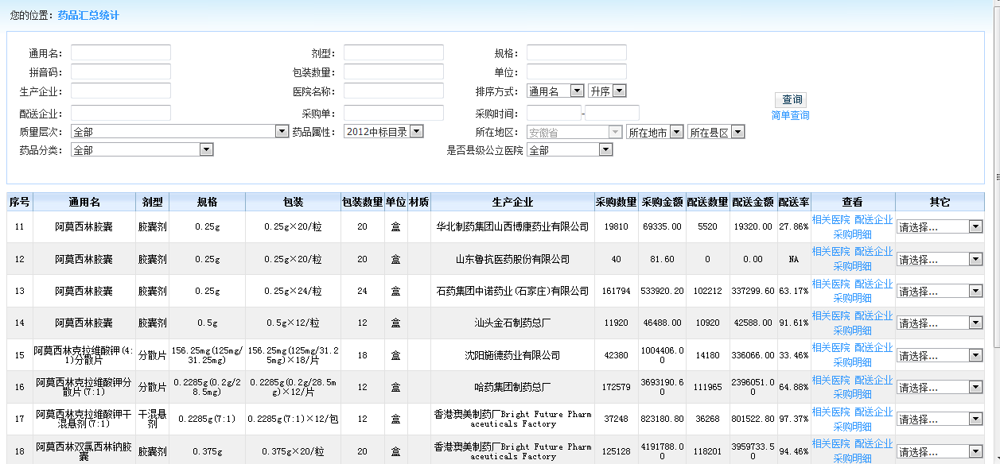 您的位置：药品汇总统计
通用名： 剂型： 规格：
拼音码： 包装数量： 单位：
生产企业： 医院名称： 排序方式： 通用名 升序
查询
配送企业： 采购单： 采购时间： -
简单查询
质量层次： 全部 药品属性： 2012中标目录 所在地区： 安徽省 所在地市 所在县区
药品分类： 全部 是否县级公立医院 全部
序号 通用名 剂型 规格 包装 包装数量 单位 材质 生产企业 采购数量 采购金额 配送数量 配送金额 配送率 查看 其它
11 阿莫西林胶囊 胶囊剂 0.25g 0.25g×20/粒 20 盒 华北制药集团山西博康药业有限公司 19810 69335.00 5520 19320.00 27.86% 相关医院 配送企业 采购明细 请选择...
12 阿莫西林胶囊 胶囊剂 0.25g 0.25g×20/粒 20 盒 山东鲁抗医药股份有限公司 40 81.60 0 0.00 NA 相关医院 配送企业 采购明细 请选择...
13 阿莫西林胶囊 胶囊剂 0.25g 0.25g×24/粒 24 盒 石药集团中诺药业(石家庄)有限公司 161794 533920.20 102212 337299.60 63.17% 相关医院 配送企业 采购明细 请选择...
14 阿莫西林胶囊 胶囊剂 0.5g 0.5g×12/粒 12 盒 汕头金石制药总厂 11920 46488.00 10920 42588.00 91.61% 相关医院 配送企业 采购明细 请选择...
15 阿莫西林克拉维酸钾(4:1)分散片 分散片 156.25mg(125mg/31.25mg) 156.25mg(125mg/31.25mg)×18/片 18 盒 沈阳施德药业有限公司 42380 1004406.00 14180 336066.00 33.46% 相关医院 配送企业 采购明细 请选择...
16 阿莫西林克拉维酸钾分散片(7:1) 分散片 0.2285g(0.2g/28.5mg) 0.2285g(0.2g/28.5mg)×12/片 12 盒 哈药集团制药总厂 172579 3693190.60 111965 2396051.00 64.88% 相关医院 配送企业 采购明细 请选择...
17 阿莫西林克拉维酸钾干混悬剂(7:1) 干混悬剂 0.2285g(7:1) 0.2285g(7:1)×12/包 12 盒 香港澳美制药厂Bright Future Pharmaceuticals Factory 37248 823180.80 36268 801522.80 97.37% 相关医院 配送企业 采购明细 请选择...
18 阿莫西林双氯西林钠胶囊 胶囊剂 0.375g 0.375g×20/粒 20 盒 香港澳美制药厂Bright Future Pharmaceuticals Factory 125128 4191788.00 118201 3959733.50 94.46% 相关医院 配送企业 采购明细 请选择...